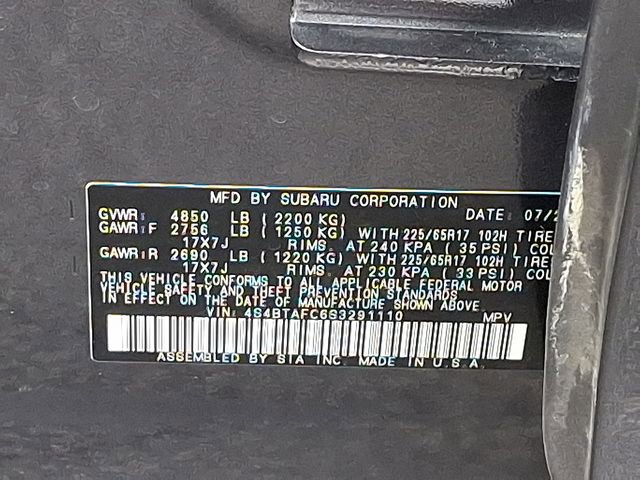 MFD BY SUBARU CORPORATION
GVWR: 4850 LB (2200 KG) DATE: 07/2
GAWR:F 2756 LB (1250 KG) WITH 225/65R17 102H TIRE
17X7J RIMS. AT 240 KPA (35 PSI) COL
GAWR:R 2690 LB (1220 KG) WITH 225/65R17 102H TIRE
17X7J RIMS. AT 230 KPA (33 PSI) COL
THIS VEHICLE CONFORMS TO ALL APPLICABLE FEDERAL MOTOR
VEHICLE SAFETY AND THEFT PREVENTION STANDARDS
IN EFFECT ON THE DATE OF MANUFACTURE SHOWN ABOVE.
VIN: 4S4BTAFC6S3291110 MPV
ASSEMBLED BY SIA INC. MADE IN U.S.A.